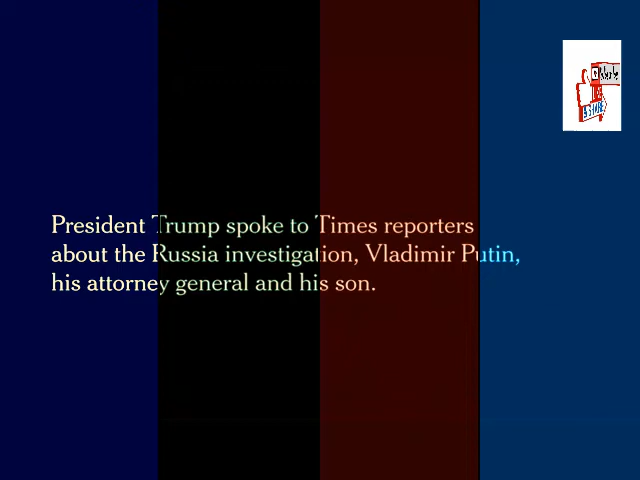 President Trump spoke to Times reporters
about the Russia investigation, Vladimir Putin,
his attorney general and his son.